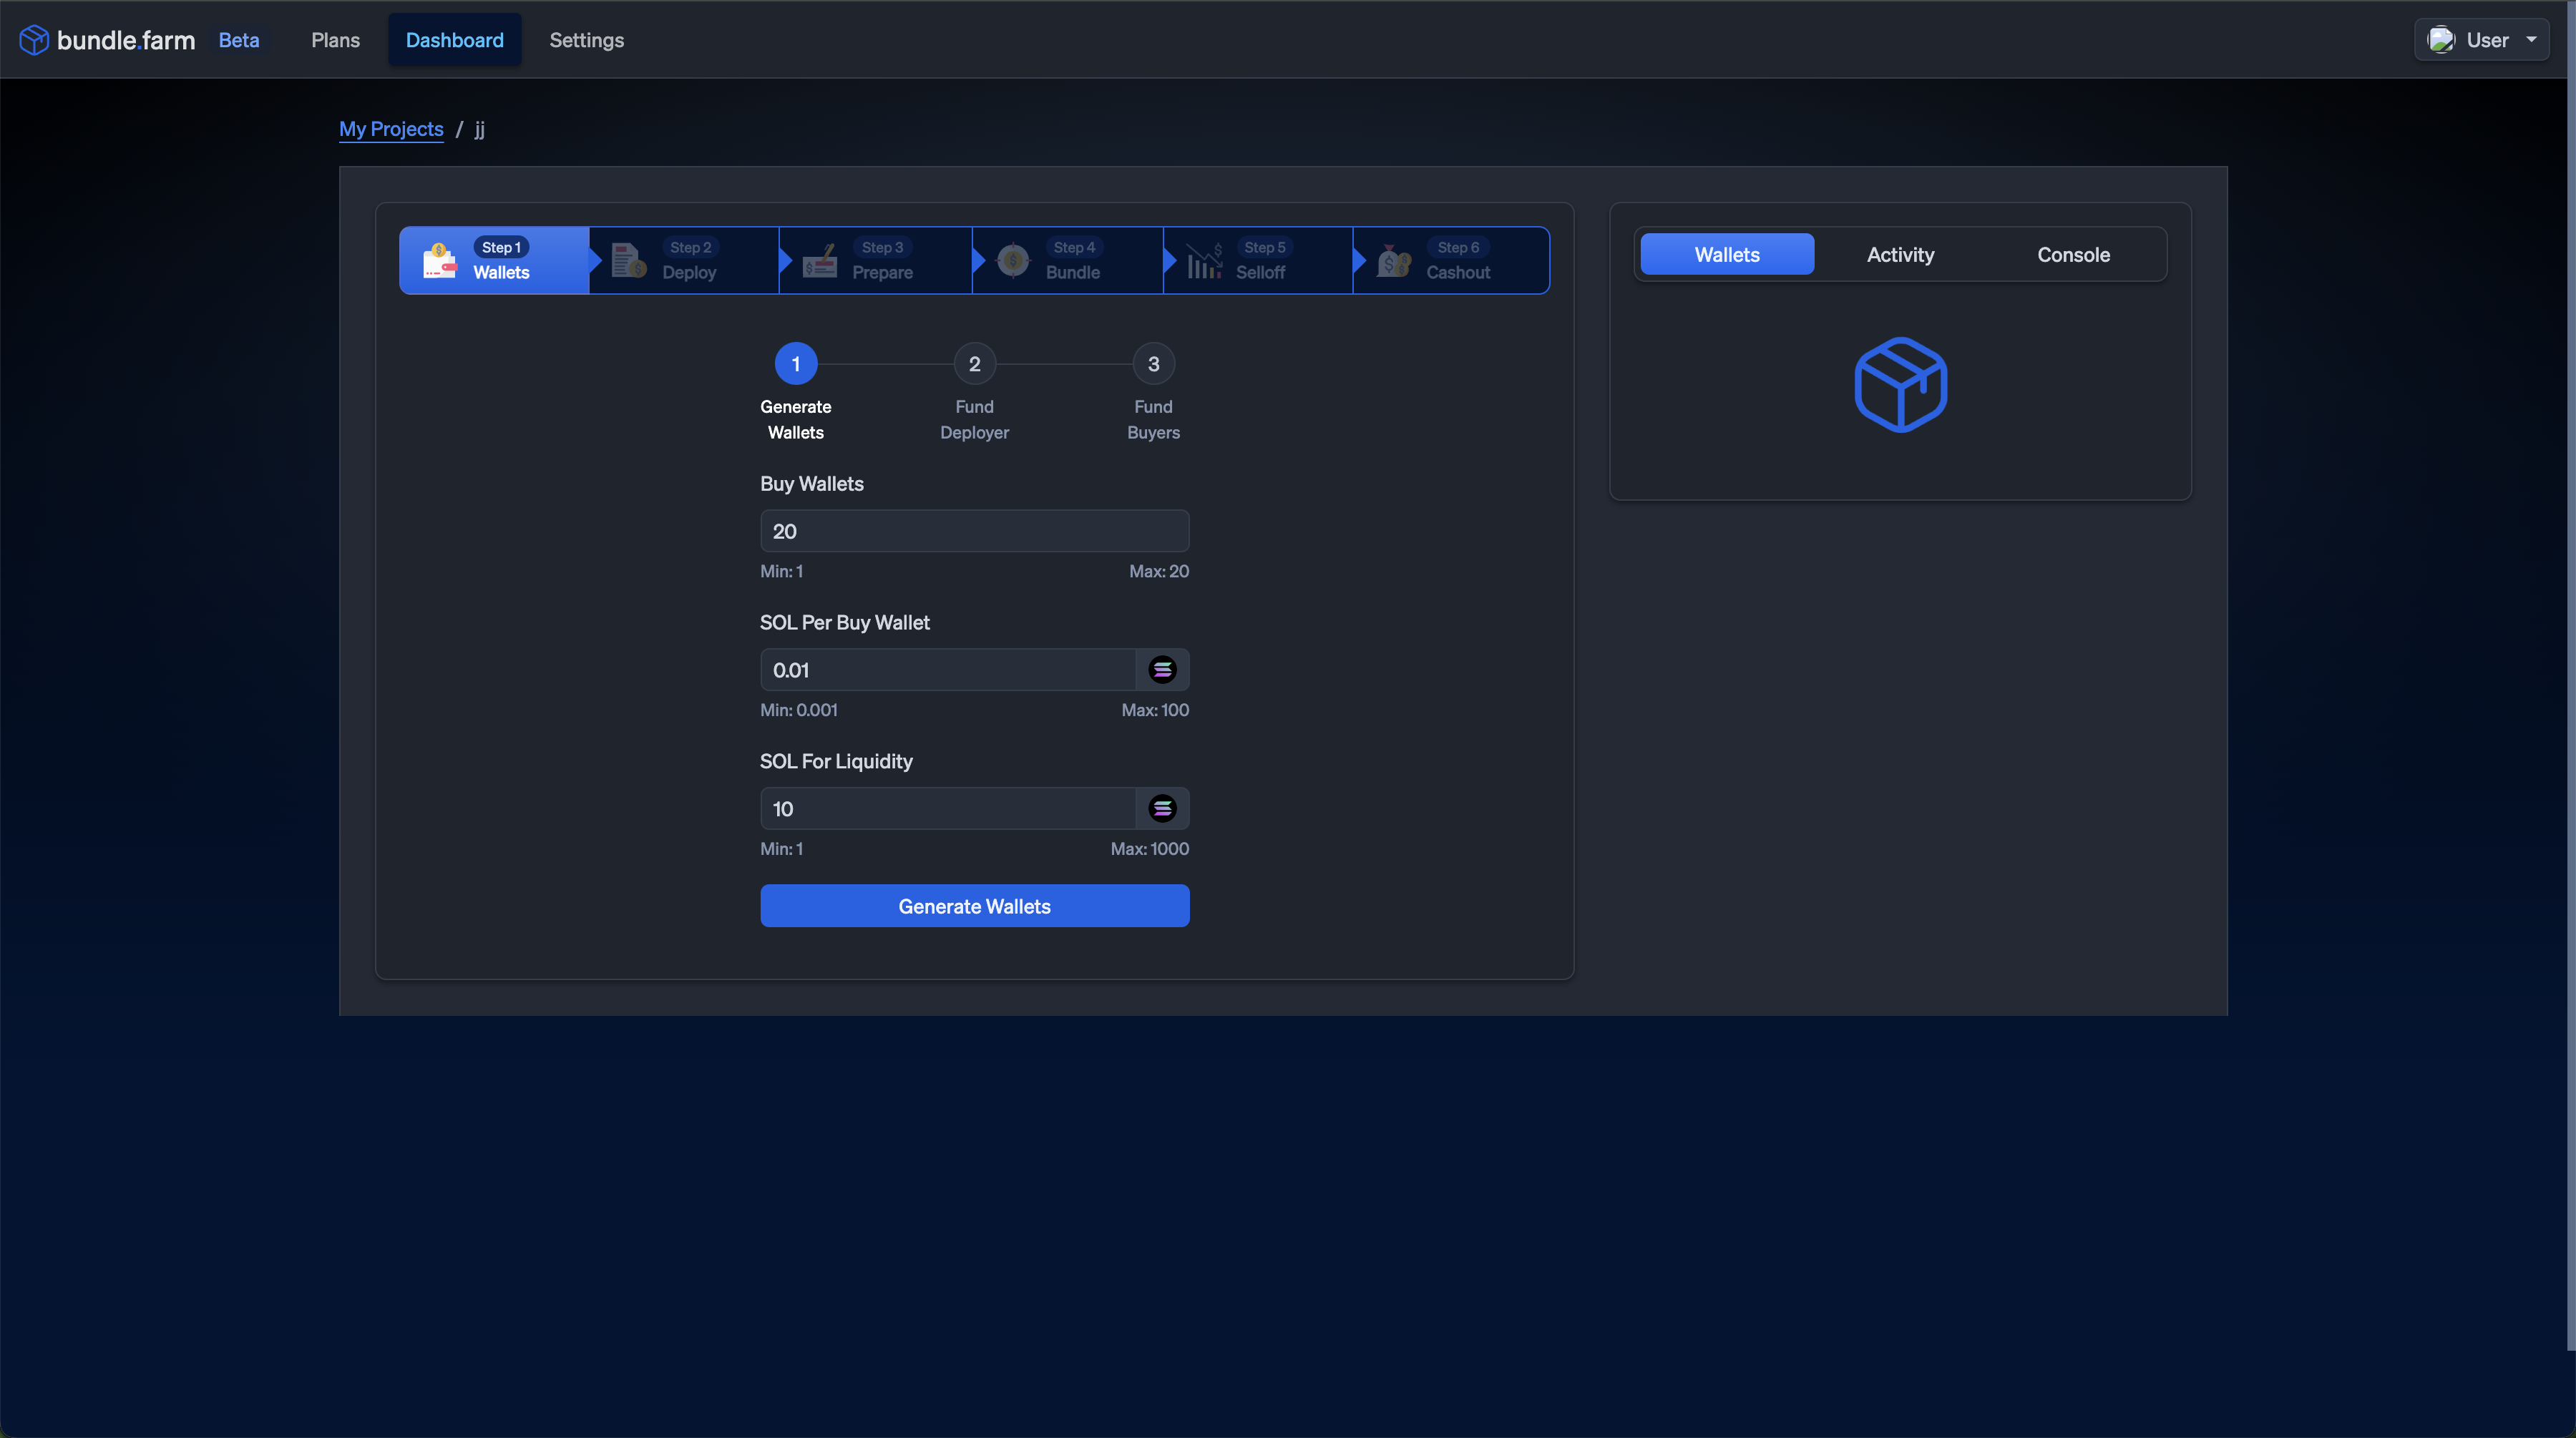 bundle.farm Beta Plans Dashboard Settings User
My Projects / jj
Step 1
Wallets
Step 2
Deploy
Step 3
Prepare
Step 4
Bundle
Step 5
Selloff
Step 6
Cashout
Wallets Activity Console
1
Generate
Wallets
2
Fund
Deployer
3
Fund
Buyers
Buy Wallets
20
Min: 1 Max: 20
SOL Per Buy Wallet
0.01
Min: 0.001 Max: 100
SOL For Liquidity
10
Min: 1 Max: 1000
Generate Wallets